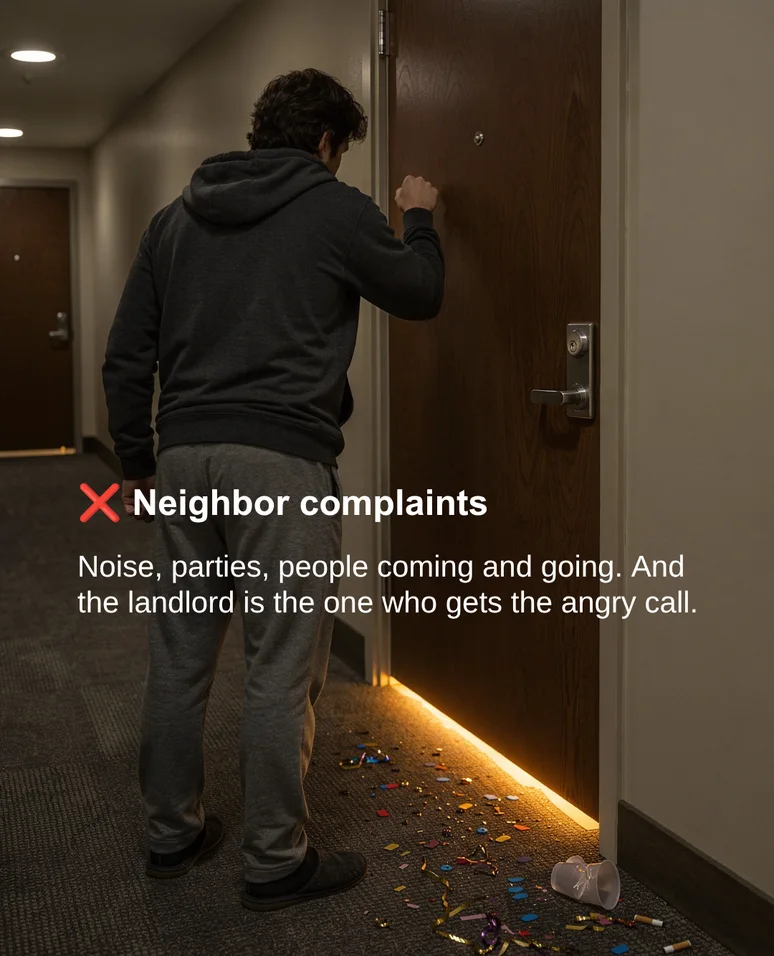 ❌ Neighbor complaints
Noise, parties, people coming and going. And
the landlord is the one who gets the angry call.